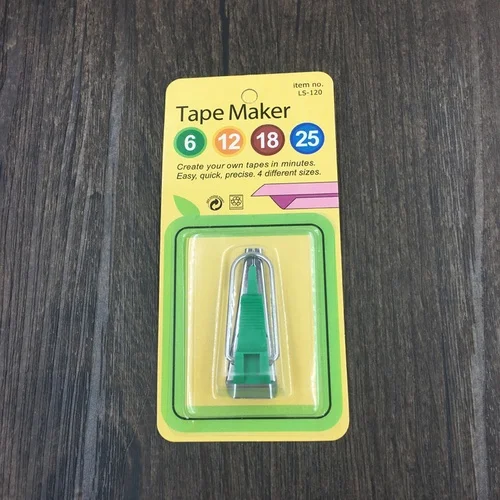 item no.
LS-120
Tape Maker
6 12 18 25
Create your own tapes in minutes.
Easy, quick, precise. 4 different sizes.